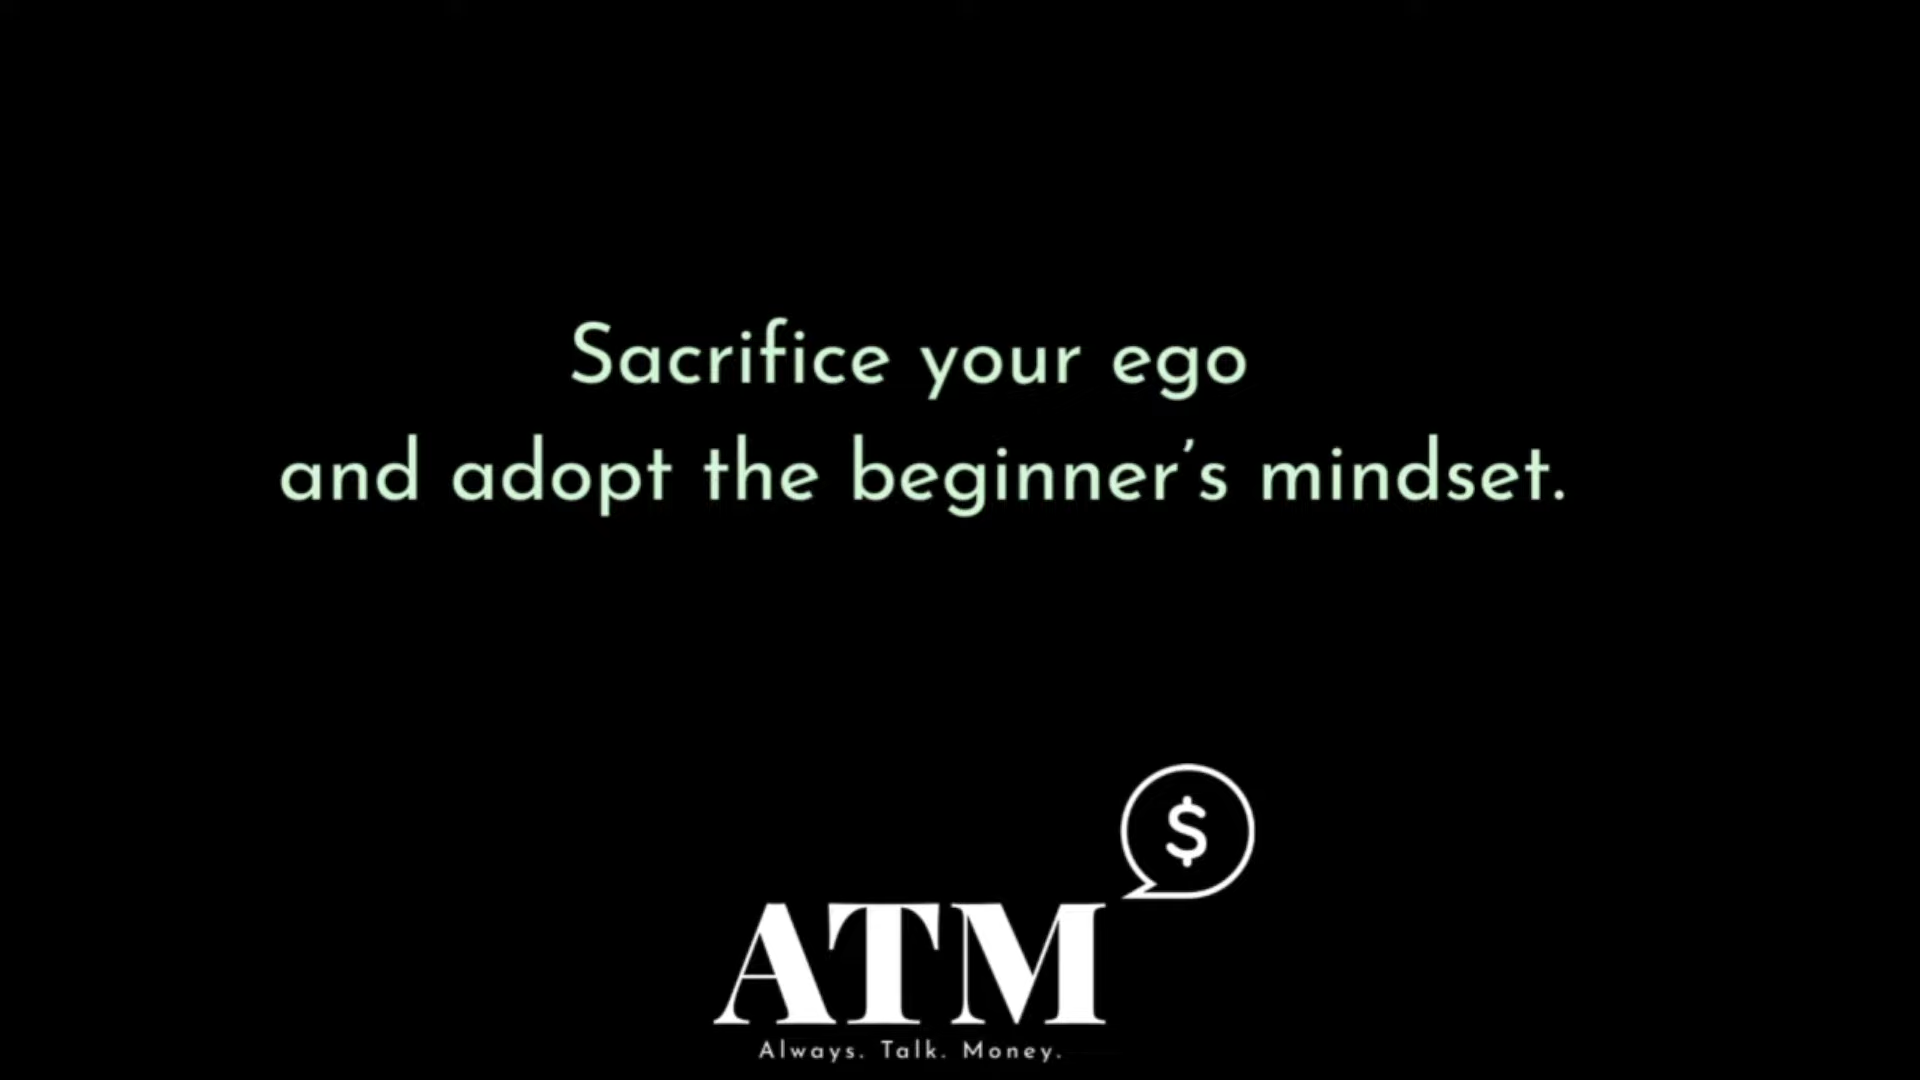 Sacrifice your ego
and adopt the beginner’s mindset.
$
ATM
Always. Talk. Money.